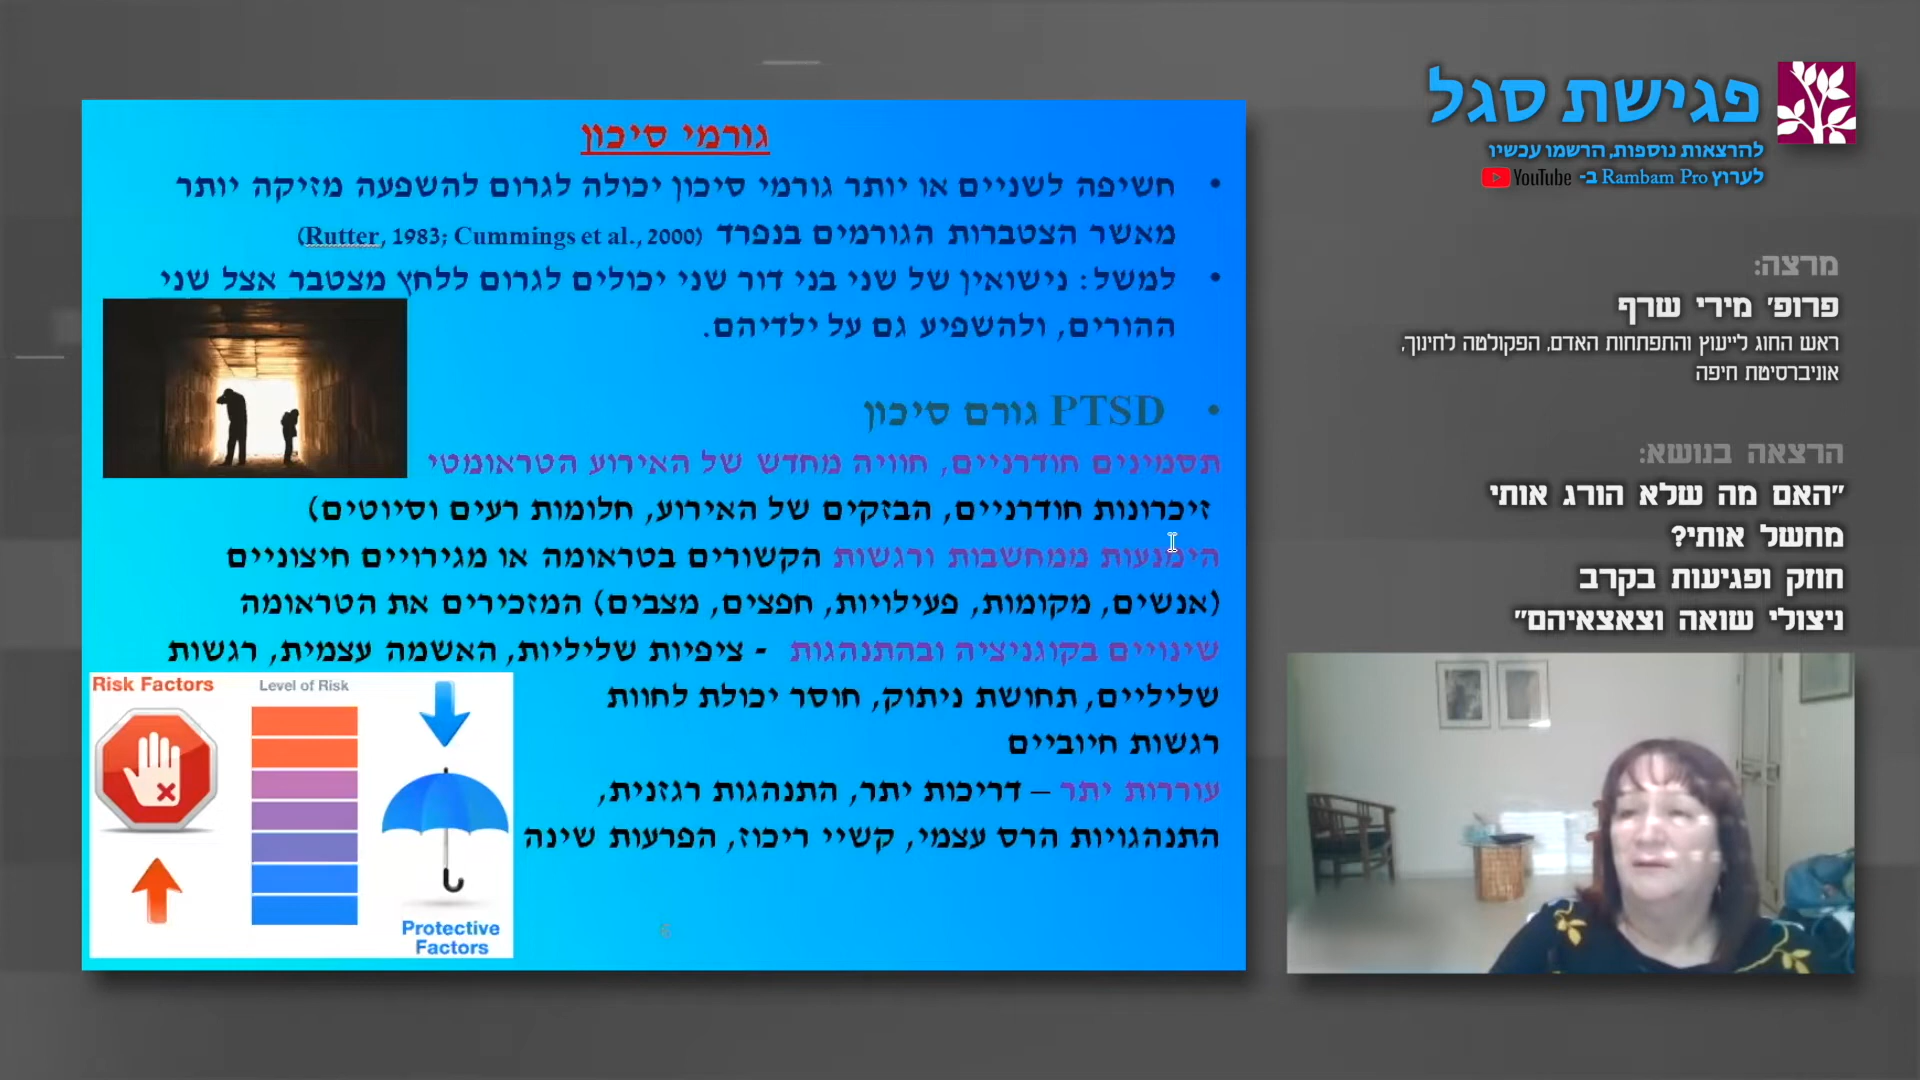 גורמי סיכון
• חשיפה לשניים או יותר גורמי סיכון יכולה לגרום להשפעה מזיקה יותר
מאשר הצטברות הגורמים בנפרד (Rutter, 1983; Cummings et al., 2000)
• למשל: נישואין של שני בני דור שני יכולים לגרום ללחץ מצטבר אצל שני
ההורים, ולהשפיע גם על ילדיהם.
• PTSD גורם סיכון
תסמינים חודרניים, חוויה מחדש של האירוע הטראומטי
זיכרונות חודרניים, הבזקים של האירוע, חלומות רעים וסיוטים)
הימנעות ממחשבות ורגשות הקשורים בטראומה או מגירויים חיצוניים
(אנשים, מקומות, פעילויות, חפצים, מצבים) המזכירים את הטראומה
שינויים בקוגניציה ובהתנהגות - ציפיות שליליות, האשמה עצמית, רגשות
שליליים, תחושת ניתוק, חוסר יכולת לחוות
רגשות חיוביים
עוררות יתר – דריכות יתר, התנהגות רגזנית,
התנהגויות הרס עצמי, קשיי ריכוז, הפרעות שינה
Risk Factors
Level of Risk
Protective
Factors
6
פגישת סגל
להרצאות נוספות, הרשמו עכשיו
לערוץ Rambam Pro ב- YouTube
מרצה:
פרופ' מירי שרף
ראש החוג לייעוץ והתפתחות האדם, הפקולטה לחינוך,
אוניברסיטת חיפה
הרצאה בנושא:
"האם מה שלא הורג אותי
מחשל אותי?
חוזק ופגיעות בקרב
ניצולי שואה וצאצאיהם"